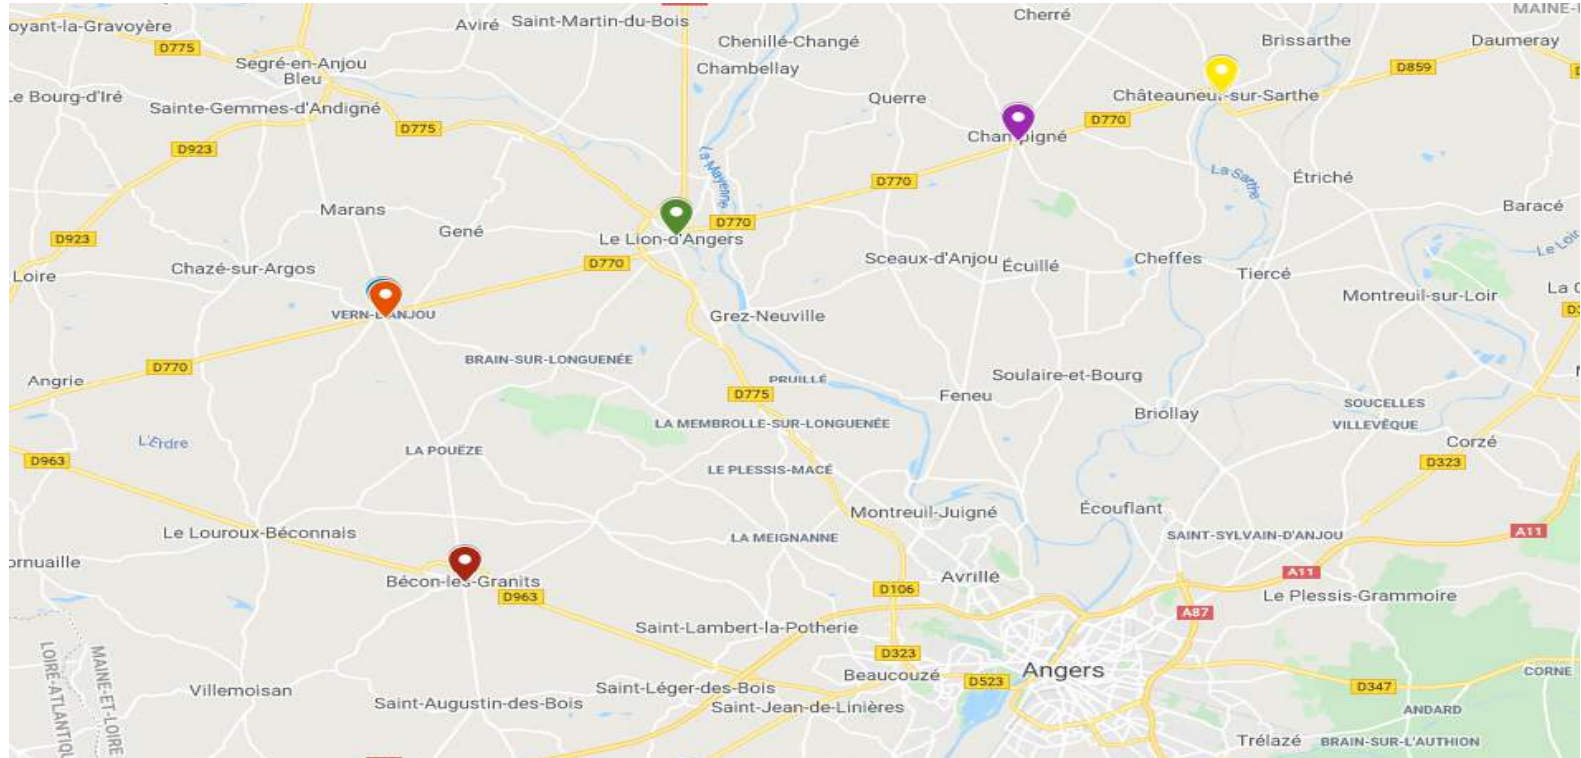 MAINE-
Cherré
Aviré
Saint-Martin-du-Bois
oyant-la-Gravoyère
Chenillé-Changé
Brissarthe
Daumeray
D775
Segré-en-Anjou
Bleu
Chambellay
D859
Le Bourg-d'Iré
Sainte-Gemmes-d'Andigné
Querre
Châteauneuf-sur-Sarthe
D775
D770
Champigné
D923
La Mayenne
D770
La Sarthe
Étriché
Marans
Baracé
D770
Gené
D923
Le Lion-d'Angers
Le Loir
Loire
Chazé-sur-Argos
D770
Sceaux-d'Anjou
Écuillé
Cheffes
Tiercé
Montreuil-sur-Loir
VERN-D'ANJOU
Grez-Neuville
BRAIN-SUR-LONGUENÉE
D770
Angrie
PRUILLÉ
Soulaire-et-Bourg
D775
Feneu
SOUCELLES
Briollay
VILLEVÊQUE
LA MEMBROLLE-SUR-LONGUENÉE
L'Erdre
Corzé
LA POUËZE
D963
LE PLESSIS-MACÉ
D323
Montreuil-Juigné
Écouflant
Le Louroux-Béconnais
LA MEIGNANNE
SAINT-SYLVAIN-D'ANJOU
A11
ornuaille
Bécon-les-Granits
Avrillé
A11
D963
D106
Le Plessis-Grammoire
A87
Saint-Lambert-la-Potherie
D323
LOIRE-ATLANTIQU
MAINE-ET-LOIRE
Beaucouzé
D523
Angers
CORNE
Villemoisan
Saint-Léger-des-Bois
D347
Saint-Augustin-des-Bois
Saint-Jean-de-Linières
ANDARD
Trélazé
BRAIN-SUR-L'AUTHION